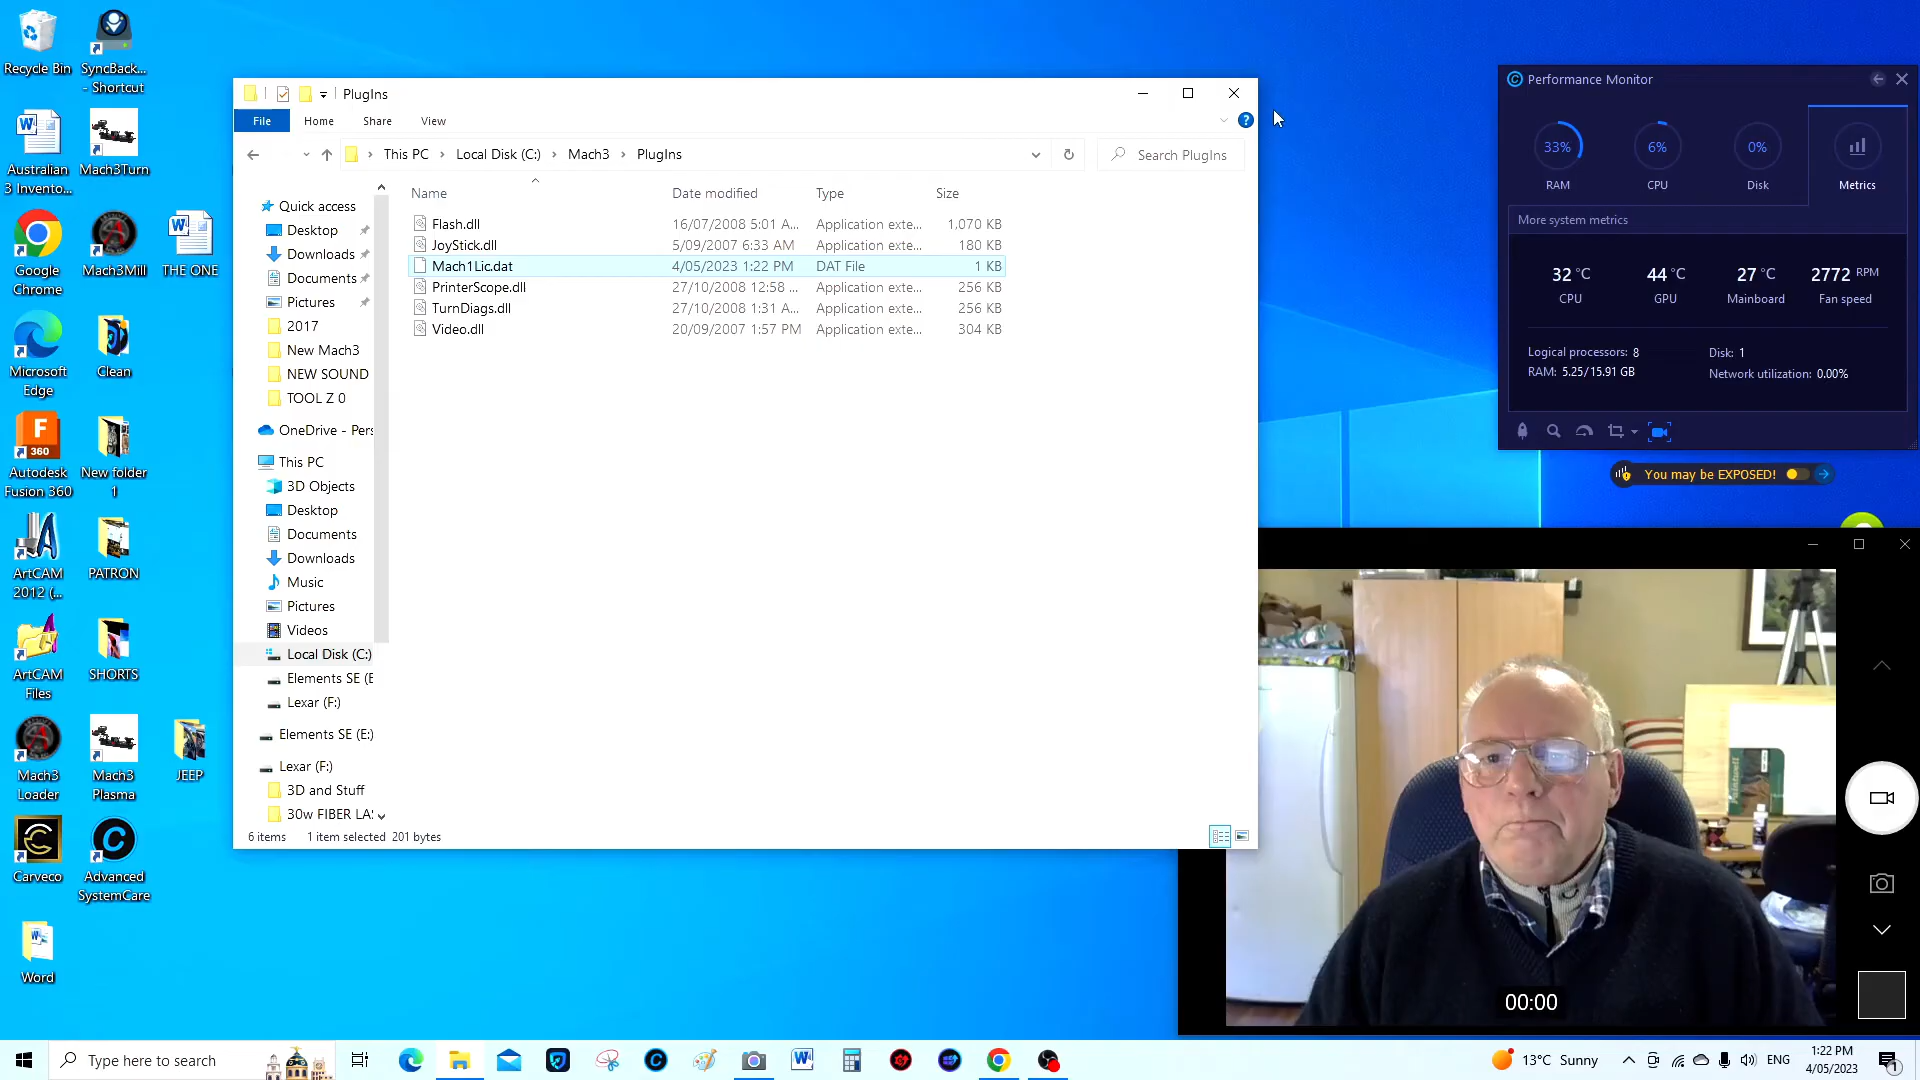 Recycle Bin
SyncBack...
- Shortcut
Australian
3 Invento...
Mach3Turn
Google
Chrome
Mach3Mill
THE ONE
Microsoft
Edge
Clean
F
360
Autodesk
Fusion 360
New folder
1
ArtCAM
2012 (...
PATRON
ArtCAM
Files
SHORTS
Mach3
Loader
Mach3
Plasma
JEEP
Carveco
Advanced
SystemCare
Word
PlugIns
File
Home
Share
View
This PC
Local Disk (C:)
Mach3
PlugIns
Search PlugIns
Name
Date modified
Type
Size
Flash.dll 16/07/2008 5:01 A... Application exte... 1,070 KB
JoyStick.dll 5/09/2007 6:33 AM Application exte... 180 KB
Mach1Lic.dat 4/05/2023 1:22 PM DAT File 1 KB
PrinterScope.dll 27/10/2008 12:58 ... Application exte... 256 KB
TurnDiags.dll 27/10/2008 1:31 A... Application exte... 256 KB
Video.dll 20/09/2007 1:57 PM Application exte... 304 KB
Quick access
Desktop
Downloads
Documents
Pictures
2017
New Mach3
NEW SOUND
TOOL Z 0
OneDrive - Pers
This PC
3D Objects
Desktop
Documents
Downloads
Music
Pictures
Videos
Local Disk (C:)
Elements SE (E
Lexar (F:)
Elements SE (E:)
Lexar (F:)
3D and Stuff
30w FIBER LA
6 items 1 item selected 201 bytes
Performance Monitor
33%
RAM
6%
CPU
0%
Disk
Metrics
More system metrics
32 °C
CPU
44 °C
GPU
27 °C
Mainboard
2772 RPM
Fan speed
Logical processors: 8
RAM: 5.25/15.91 GB
Disk: 1
Network utilization: 0.00%
You may be EXPOSED!
00:00
Type here to search
13°C Sunny
ENG
1:22 PM
4/05/2023
1